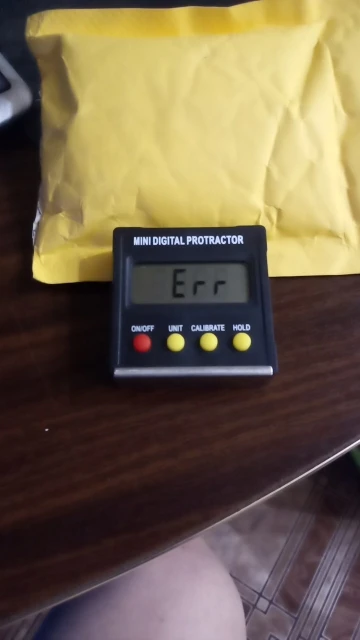 MINI DIGITAL PROTRACTOR
Err
ON/OFF UNIT CALIBRATE HOLD